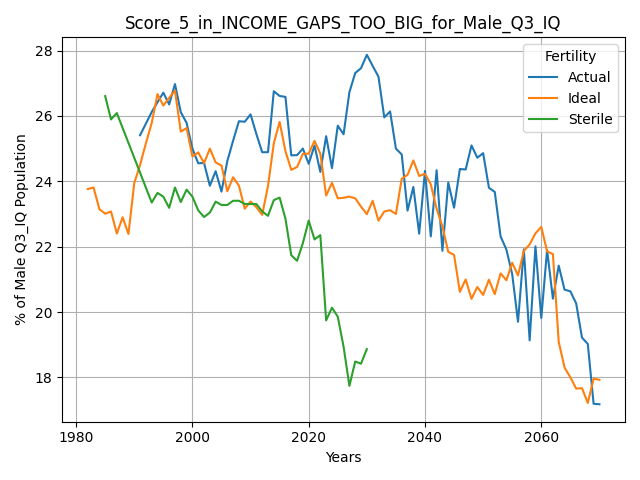 Score_5_in_INCOME_GAPS_TOO_BIG_for_Male_Q3_IQ
% of Male Q3_IQ Population
28
26
24
22
20
18
Fertility
Actual
Ideal
Sterile
1980
2000
2020
2040
2060
Years